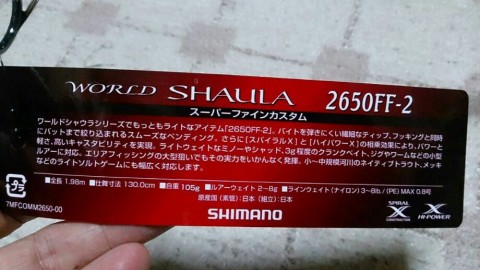 WORLD SHAULA 2650FF-2
スーパーファインカスタム
ワールドシャウラシリーズでもっともライトなアイテム「2650FF-2」。バイトを弾きにくい繊細なティップ、フッキングと同時
にバットまで絞り込まれるスムーズなベンディング。さらに[スパイラルX]と[ハイパワーX]の相乗効果により、パワーと
軽さ、高いキャスタビリティを実現。ライトウェイトなミノーやシャッド、3g程度のクランクベイト、ジグやワームなどの小型
ルアーに対応。エリアフィッシングの大型狙いでもその実力をいかんなく発揮。小〜中規模河川のネイティブトラウト、メッキ
などのライトソルトゲームにも幅広く対応します。
■全長 1.98m ■仕舞寸法 130.0cm ■自重 105g ■ルアーウェイト 2〜8g ■ラインウェイト(ナイロン) 3〜8lb./(PE) MAX 0.8号
原産国(素管):日本(組立):日本
プラ
7MFCOMM2650-00
SHIMANO
SPIRAL X CONSTRUCTION
X HI-POWER